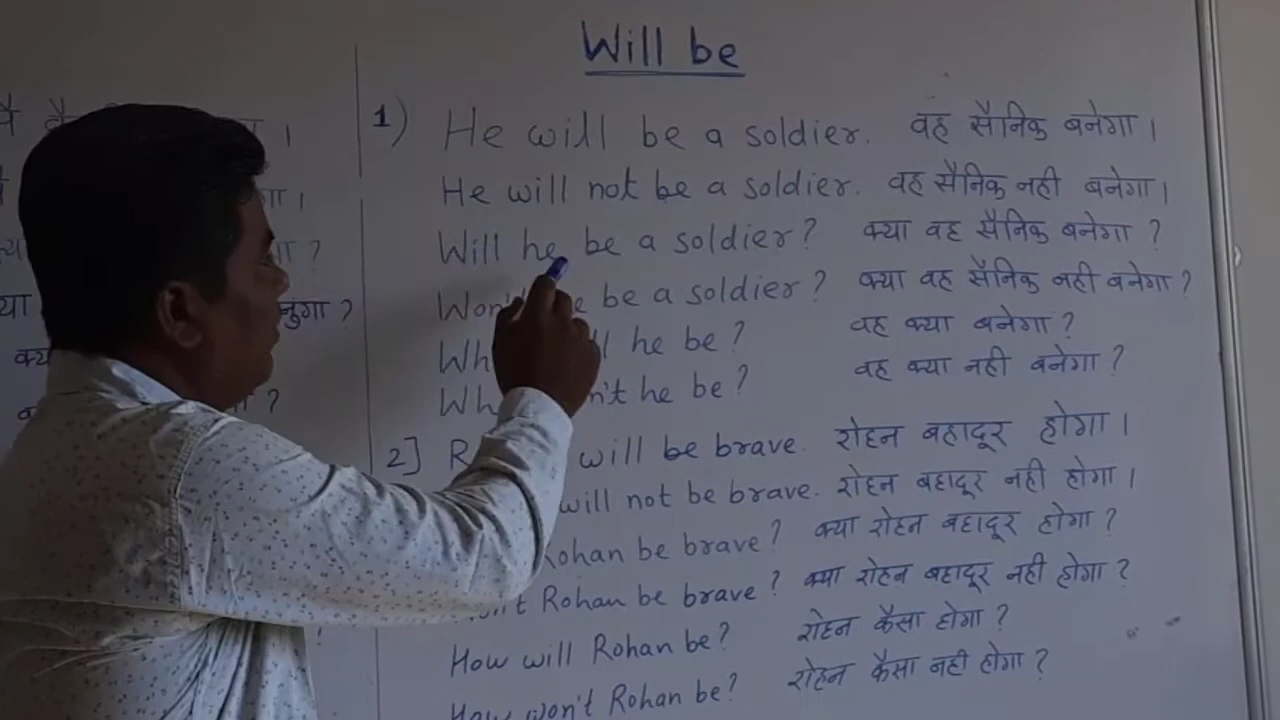 Will be
1) He will be a soldier. वह सैनिक बनेगा।
He will not be a soldier. वह सैनिक नही बनेगा।
Will he be a soldier? क्या वह सैनिक बनेगा ?
be a soldier? क्या वह सैनिक नही बनेगा ?
he be? वह क्या बनेगा ?
he be? वह क्या नही बनेगा ?
2] will be brave. रोहन बहादूर होगा।
will not be brave. रोहन बहादूर नही होगा।
Rohan be brave? क्या रोहन बहादूर होगा ?
Rohan be brave? क्या रोहन बहादूर नही होगा ?
How will Rohan be? रोहन कैसा होगा ?
How won't Rohan be? रोहन कैसा नही होगा ?